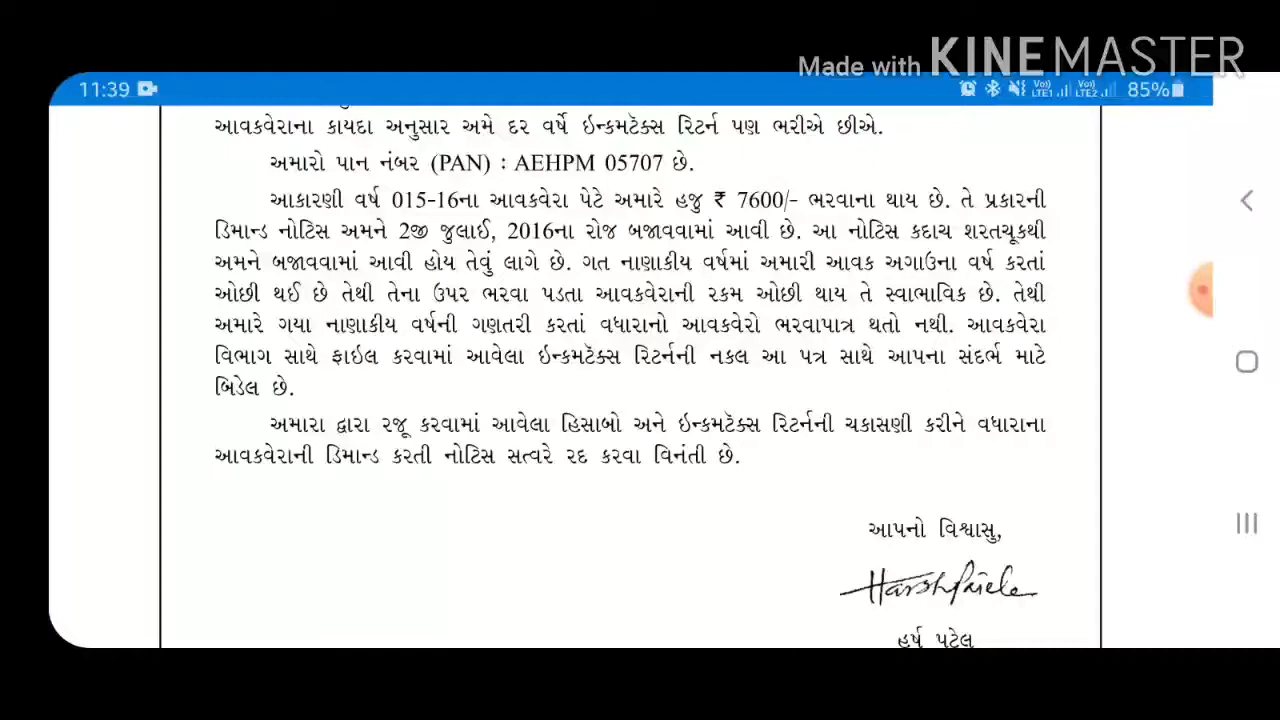 Made with KINEMASTER
11:39 85%
આવકવેરાના કાયદા અનુસાર અમે દર વર્ષે ઇન્કમટૅક્સ રિટર્ન પણ ભરીએ છીએ.
અમારો પાન નંબર (PAN) : AEHPM 05707 છે.
આકારણી વર્ષ 015-16ના આવકવેરા પેટે અમારે હજુ ₹ 7600/- ભરવાના થાય છે. તે પ્રકારની
ડિમાન્ડ નોટિસ અમને 2જી જુલાઈ, 2016ના રોજ બજાવવામાં આવી છે. આ નોટિસ કદાચ શરતચૂકથી
અમને બજાવવામાં આવી હોય તેવું લાગે છે. ગત નાણાકીય વર્ષમાં અમારી આવક અગાઉના વર્ષ કરતાં
ઓછી થઈ છે તેથી તેના ઉપર ભરવા પડતા આવકવેરાની રકમ ઓછી થાય તે સ્વાભાવિક છે. તેથી
અમારે ગયા નાણાકીય વર્ષની ગણતરી કરતાં વધારાનો આવકવેરો ભરવાપાત્ર થતો નથી. આવકવેરા
વિભાગ સાથે ફાઇલ કરવામાં આવેલા ઇન્કમટૅક્સ રિટર્નની નકલ આ પત્ર સાથે આપના સંદર્ભ માટે
બિડેલ છે.
અમારા દ્વારા રજૂ કરવામાં આવેલા હિસાબો અને ઇન્કમટૅક્સ રિટર્નની ચકાસણી કરીને વધારાના
આવકવેરાની ડિમાન્ડ કરતી નોટિસ સત્વરે રદ કરવા વિનંતી છે.
આપનો વિશ્વાસુ,
હર્ષ પટેલ